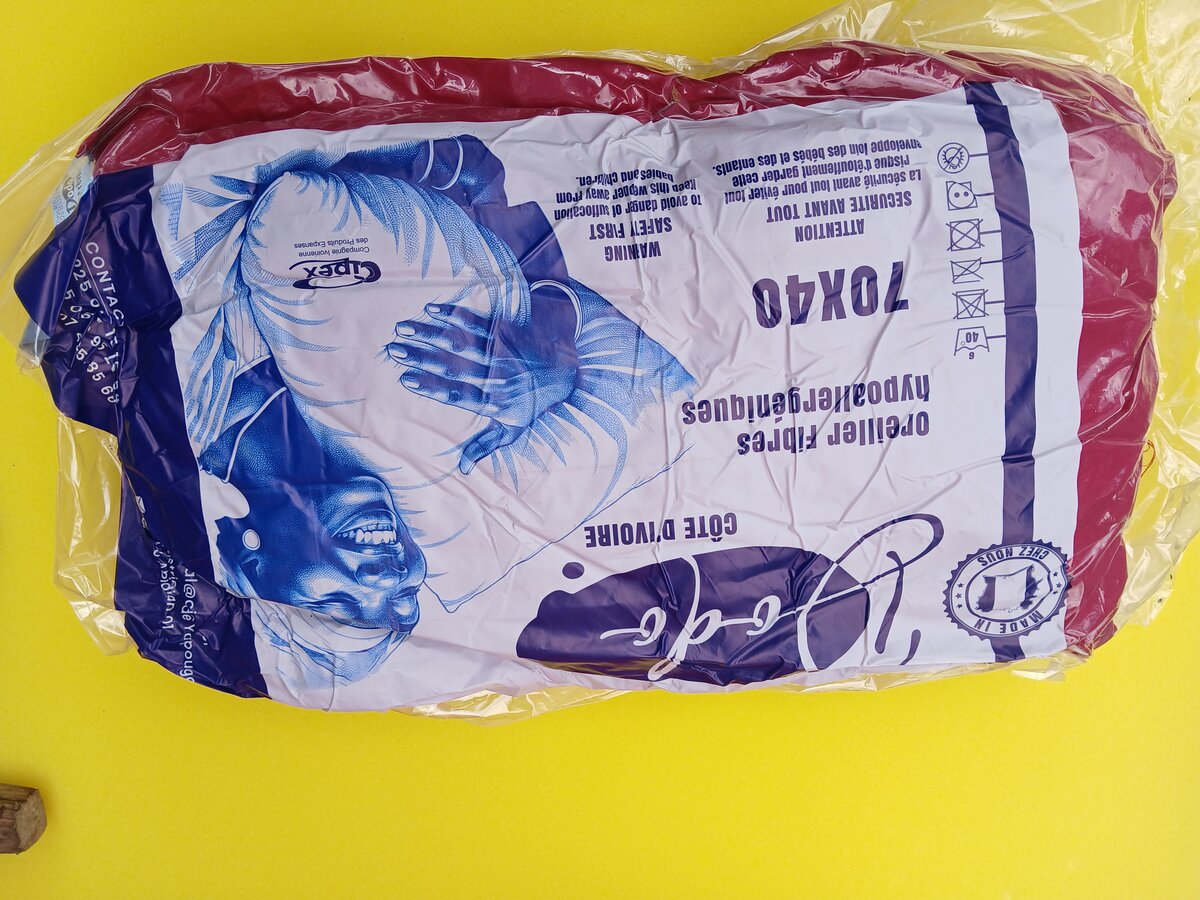 MADE IN
CHEZ NOUS
Dodo
CÔTE D'IVOIRE
oreiller Fibres
hypoallergéniques
70X40
40
6
ATTENTION
SECURITE AVANT TOUT
La sécurité avant tout pour éviter tout
risque d'étouffement, garder cette
enveloppe loin des bébés et des enfants.
WARNING
SAFETY FIRST
to avoid danger of suffocation
Keep this wepper away from
babies and children.
Cipex
Compagnie Ivoirienne
des Produits Expansés